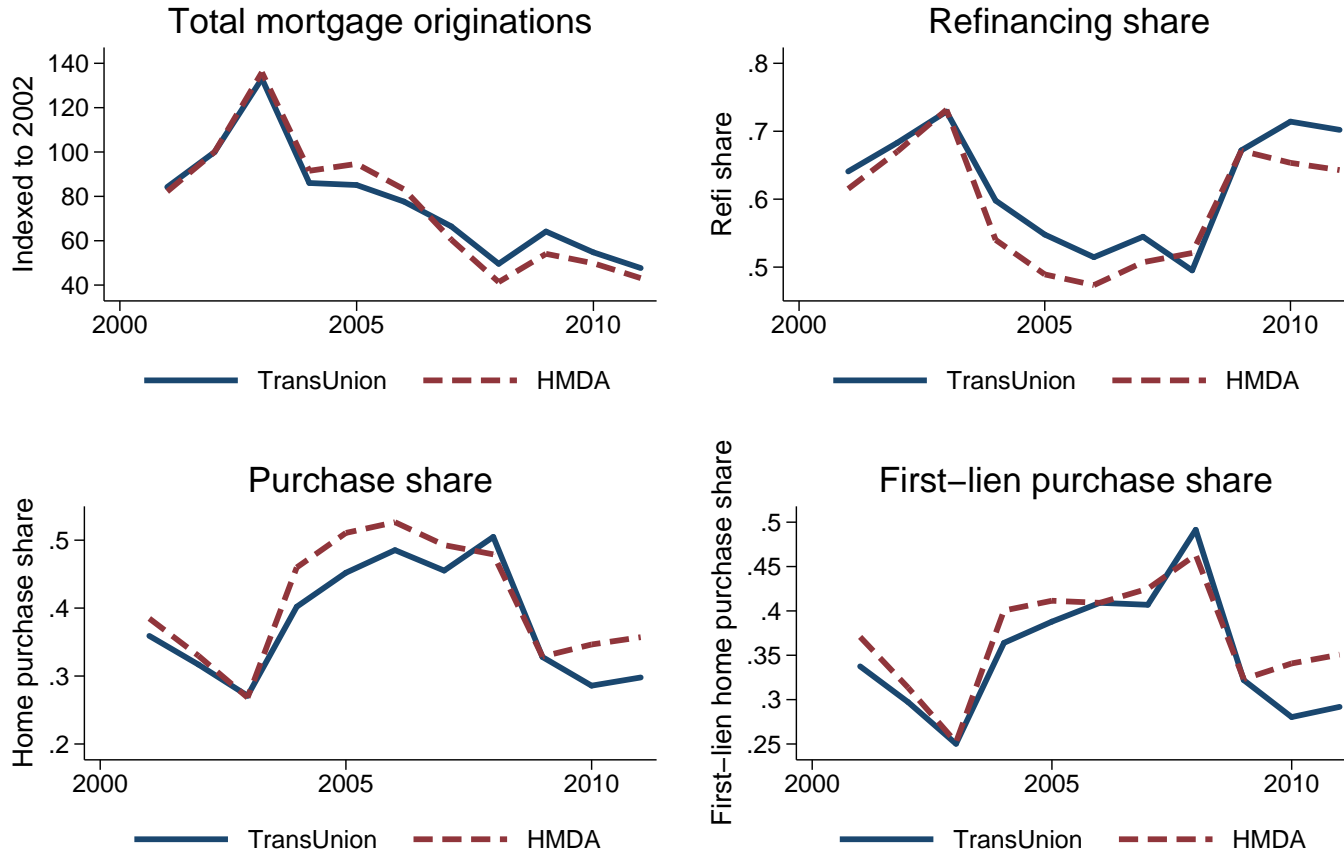 Total mortgage originations
Indexed to 2002
140
120
100
80
60
40
2000
2005
2010
TransUnion
HMDA
Refinancing share
Refi share
.8
.7
.6
.5
2000
2005
2010
TransUnion
HMDA
Purchase share
Home purchase share
.5
.4
.3
.2
2000
2005
2010
TransUnion
HMDA
First−lien purchase share
First−lien home purchase share
.5
.45
.4
.35
.3
.25
2000
2005
2010
TransUnion
HMDA